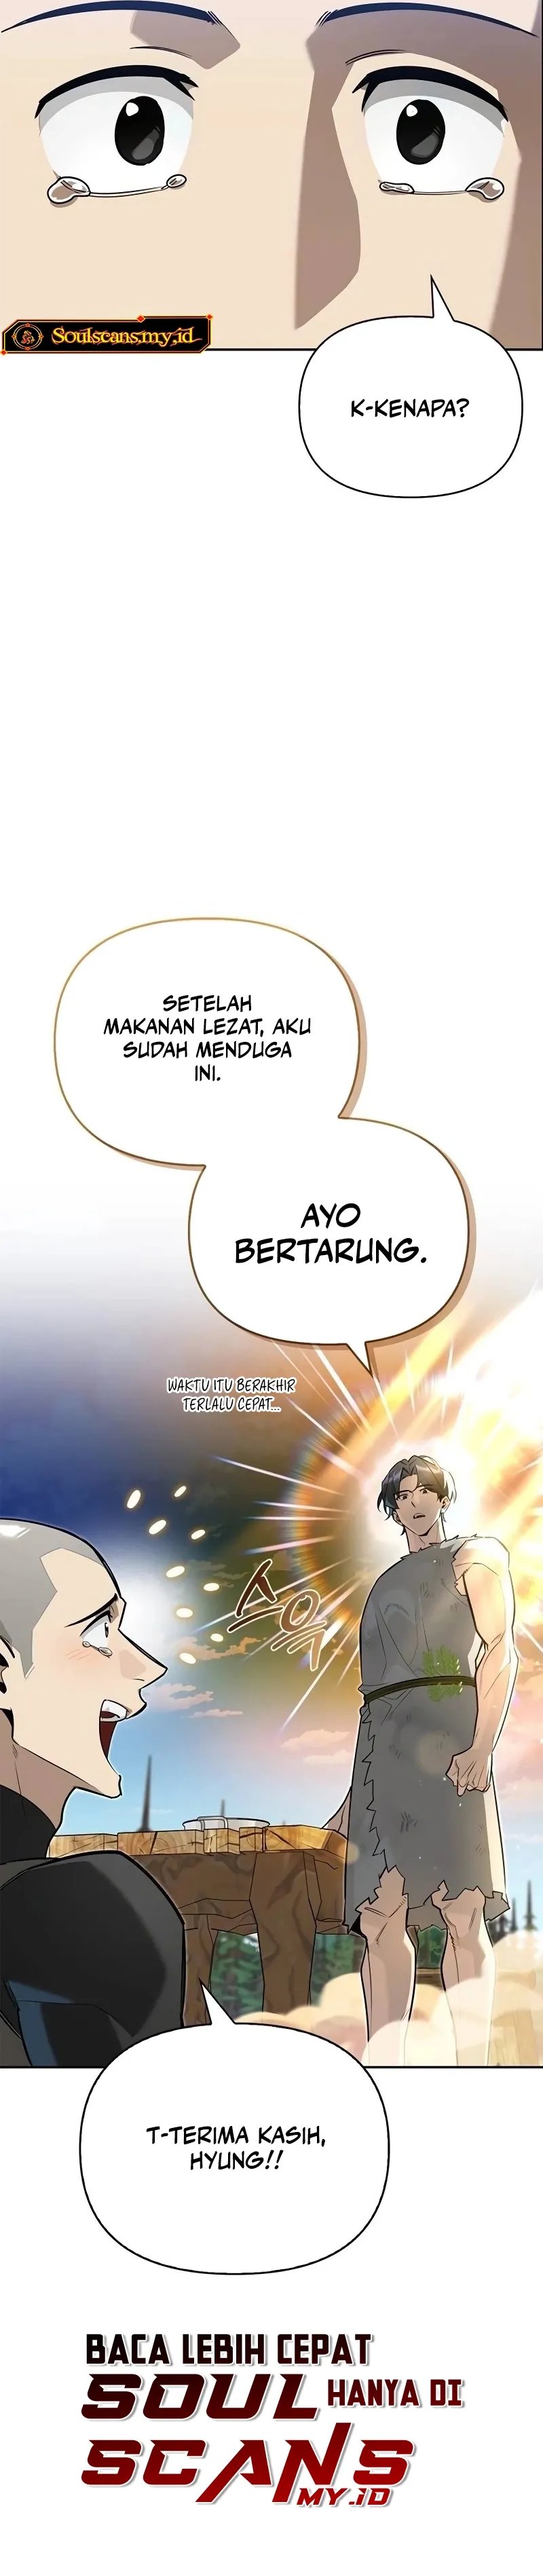 Soulscans.my.id
K-KENAPA?
SETELAH
MAKANAN LEZAT, AKU
SUDAH MENDUGA
INI.
AYO
BERTARUNG.
WAKTU ITU BERAKHIR
TERLALU CEPAT...
스윽
T-TERIMA KASIH,
HYUNG!!
BACA LEBIH CEPAT
SOUL HANYA DI
SCANS
MY.ID